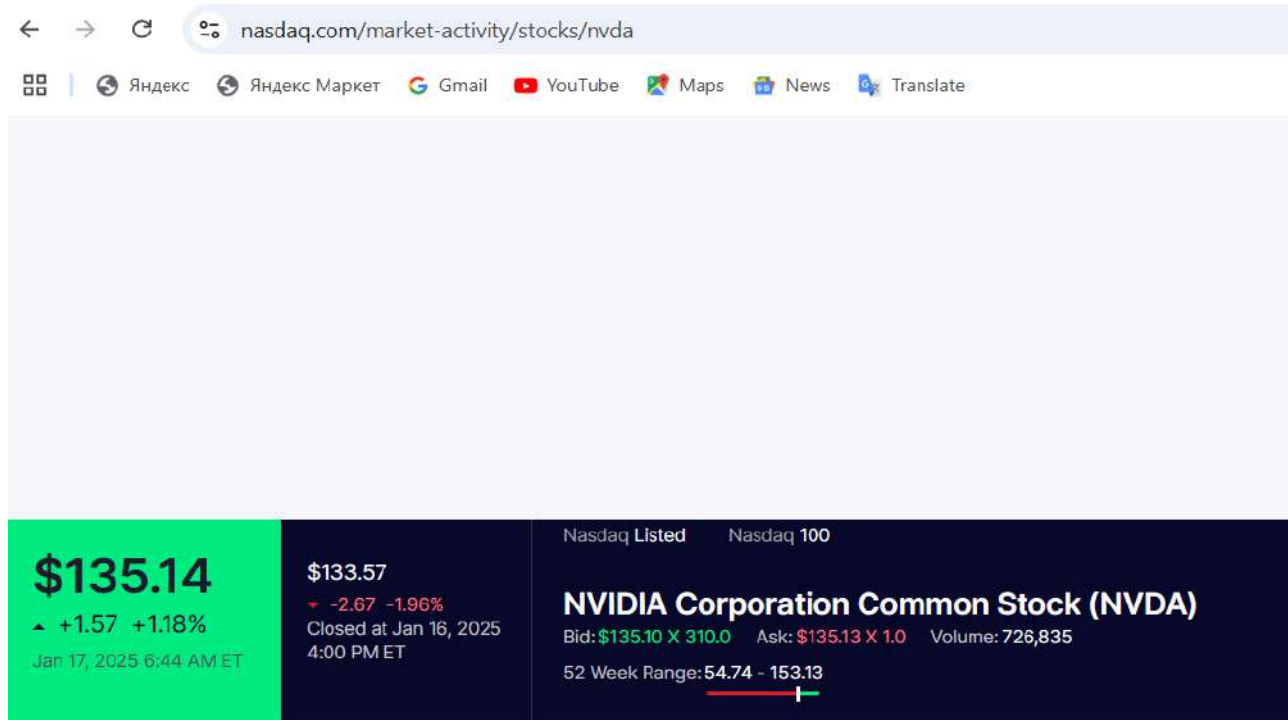 nasdaq.com/market-activity/stocks/nvda
Яндекс Яндекс Маркет Gmail YouTube Maps News Translate
$135.14
+1.57 +1.18%
Jan 17, 2025 6:44 AM ET
$133.57
-2.67 -1.96%
Closed at Jan 16, 2025
4:00 PM ET
Nasdaq Listed Nasdaq 100
NVIDIA Corporation Common Stock (NVDA)
Bid: $135.10 X 310.0 Ask: $135.13 X 1.0 Volume: 726,835
52 Week Range: 54.74 - 153.13